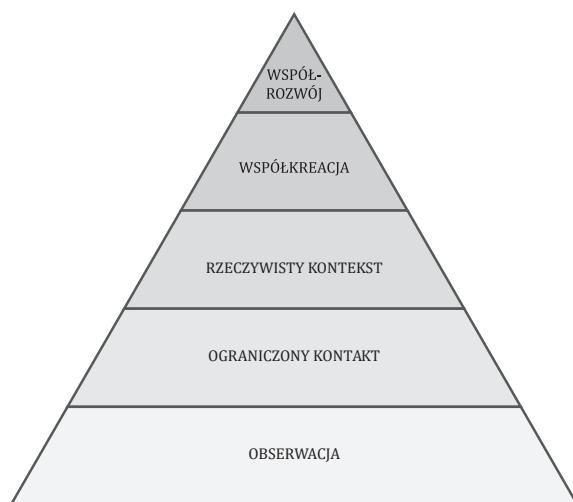 WSPÓŁ-
ROZWÓJ
WSPÓŁKREACJA
RZECZYWISTY KONTEKST
OGRANICZONY KONTAKT
OBSERWACJA